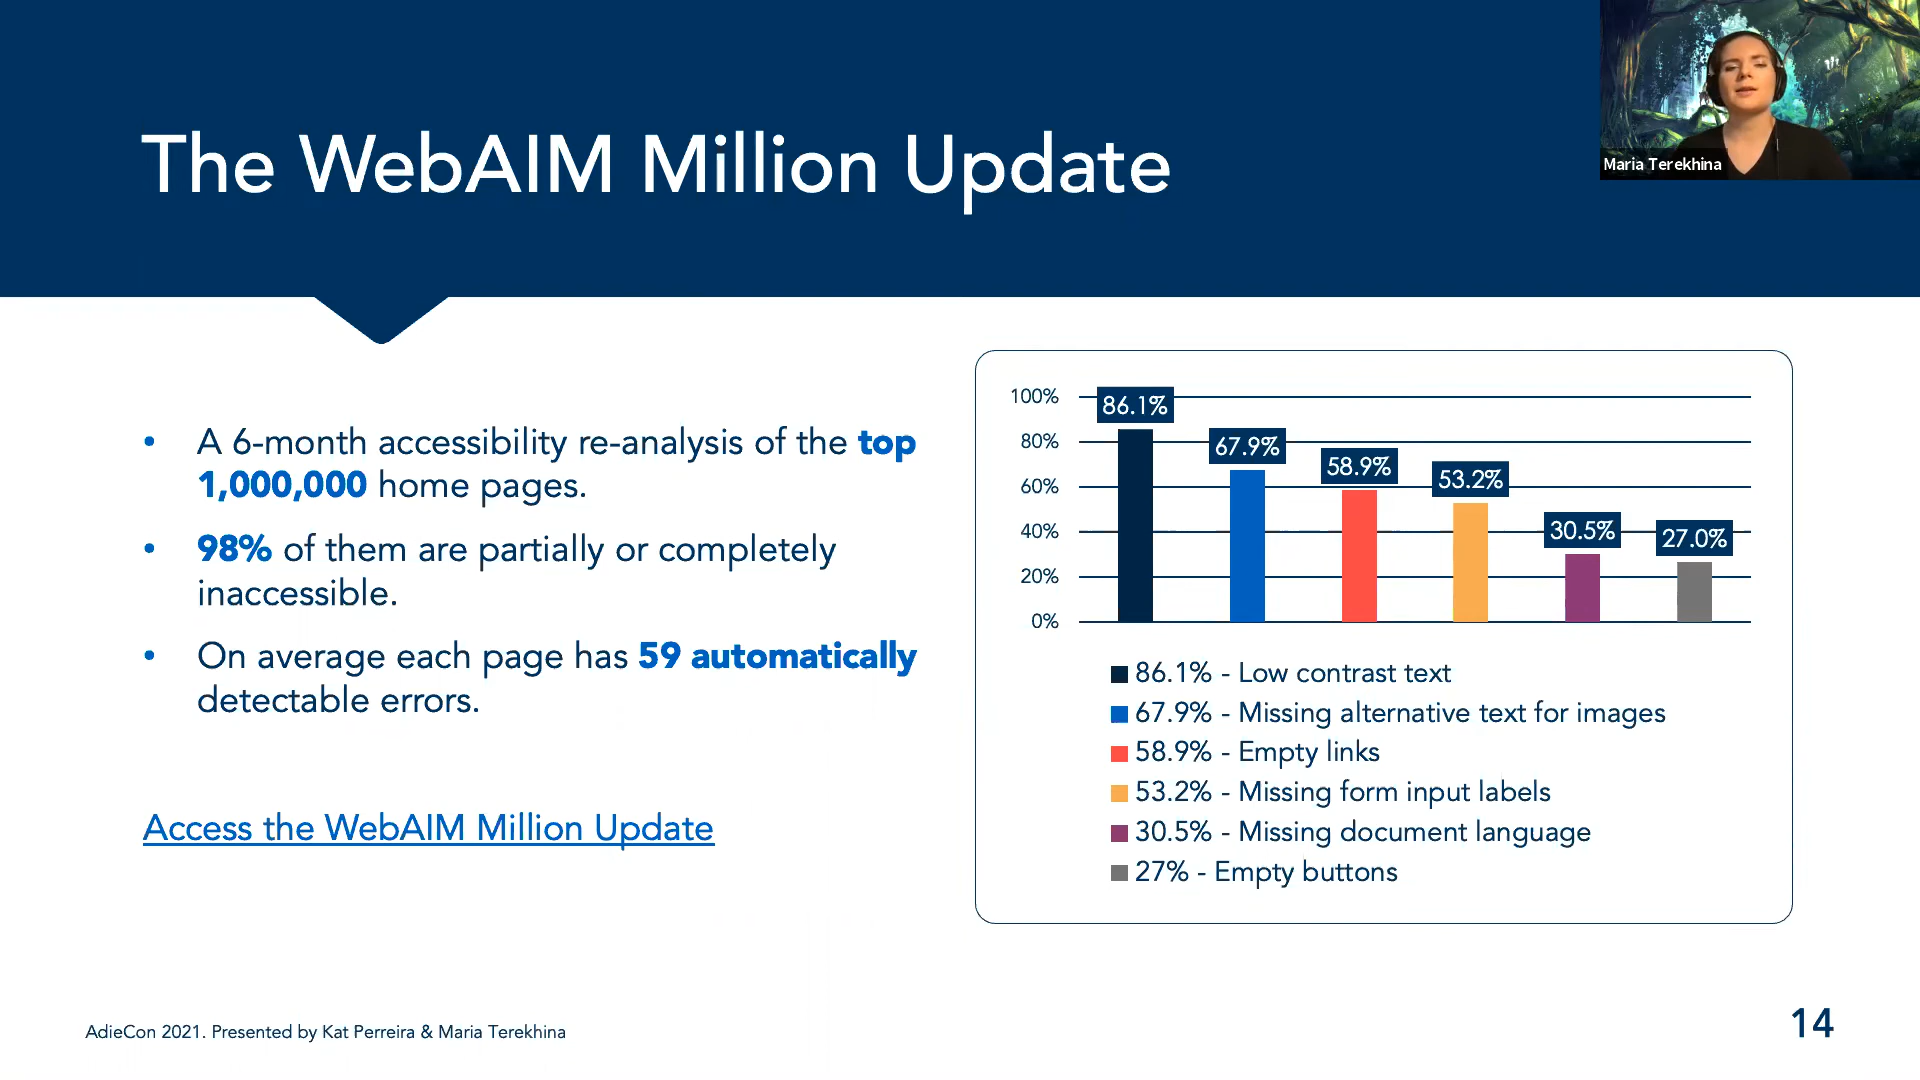 The WebAIM Million Update
Maria Terekhina
• A 6-month accessibility re-analysis of the top
1,000,000 home pages.
• 98% of them are partially or completely
inaccessible.
• On average each page has 59 automatically
detectable errors.
Access the WebAIM Million Update
100%
80%
60%
40%
20%
0%
86.1%
67.9%
58.9%
53.2%
30.5%
27.0%
86.1% - Low contrast text
67.9% - Missing alternative text for images
58.9% - Empty links
53.2% - Missing form input labels
30.5% - Missing document language
27% - Empty buttons
AdieCon 2021. Presented by Kat Perreira & Maria Terekhina
14